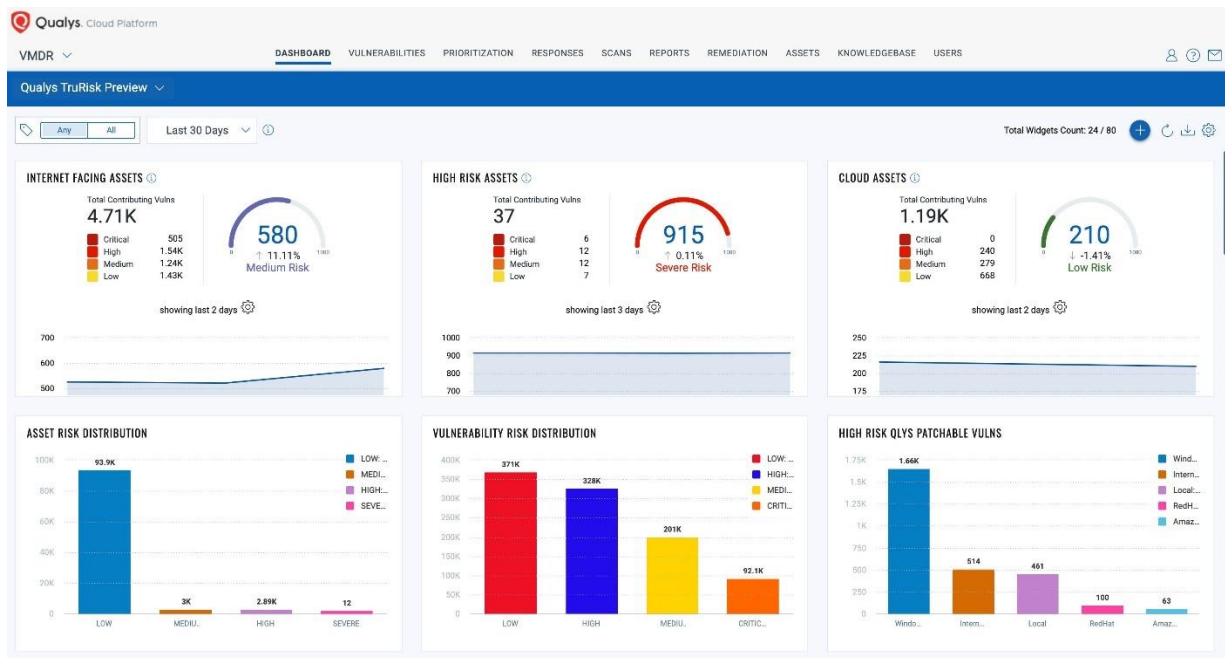 Qualys. Cloud Platform
VMDR
DASHBOARD VULNERABILITIES PRIORITIZATION RESPONSES SCANS REPORTS REMEDIATION ASSETS KNOWLEDGEBASE USERS
Qualys TruRisk Preview
Any All Last 30 Days
Total Widgets Count: 24 / 80
INTERNET FACING ASSETS
Total Contributing Vulns
4.71K
Critical 505
High 1.54K
Medium 1.24K
Low 1.43K
580
0 1000
↑ 11.11%
Medium Risk
showing last 2 days
700
600
500
HIGH RISK ASSETS
Total Contributing Vulns
37
Critical 6
High 12
Medium 12
Low 7
915
0 1000
↑ 0.11%
Severe Risk
showing last 3 days
1000
900
800
700
CLOUD ASSETS
Total Contributing Vulns
1.19K
Critical 0
High 240
Medium 279
Low 668
210
0 1000
↓ -1.41%
Low Risk
showing last 2 days
250
225
200
175
ASSET RISK DISTRIBUTION
100K
80K
60K
40K
20K
0
93.9K
3K
2.89K
12
LOW MEDIU.. HIGH SEVERE
LOW: ...
MEDI...
HIGH:...
SEVE...
VULNERABILITY RISK DISTRIBUTION
400K
350K
300K
250K
200K
150K
100K
50K
0
371K
328K
201K
92.1K
LOW HIGH MEDIU.. CRITIC...
LOW: ...
HIGH:...
MEDI...
CRITI...
HIGH RISK QLYS PATCHABLE VULNS
1.75K
1.5K
1.25K
1K
750
500
250
0
1.66K
514
461
100
63
Windo... Intern... Local RedHat Amaz...
Wind...
Intern...
Local:...
RedH...
Amaz...